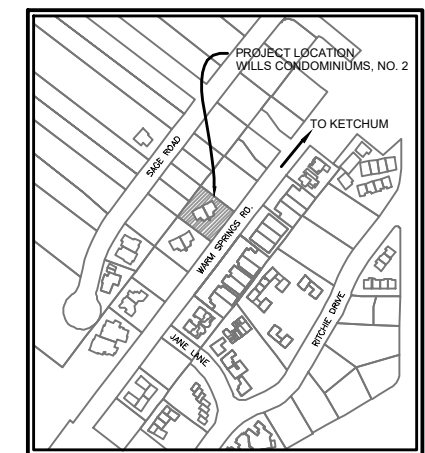 PROJECT LOCATION
WILLS CONDOMINIUMS, NO. 2
TO KETCHUM
SAGE ROAD
WARM SPRINGS RD.
RITCHIE DRIVE
JANE LANE